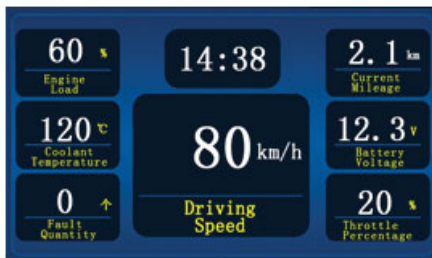 60 %
Engine
Load
14:38
2.1 km
Current
Mileage
120 ℃
Coolant
Temperature
80 km/h
Driving
Speed
12.3 V
Battery
Voltage
0 ↑
Fault
Quantity
20 %
Throttle
Percentage